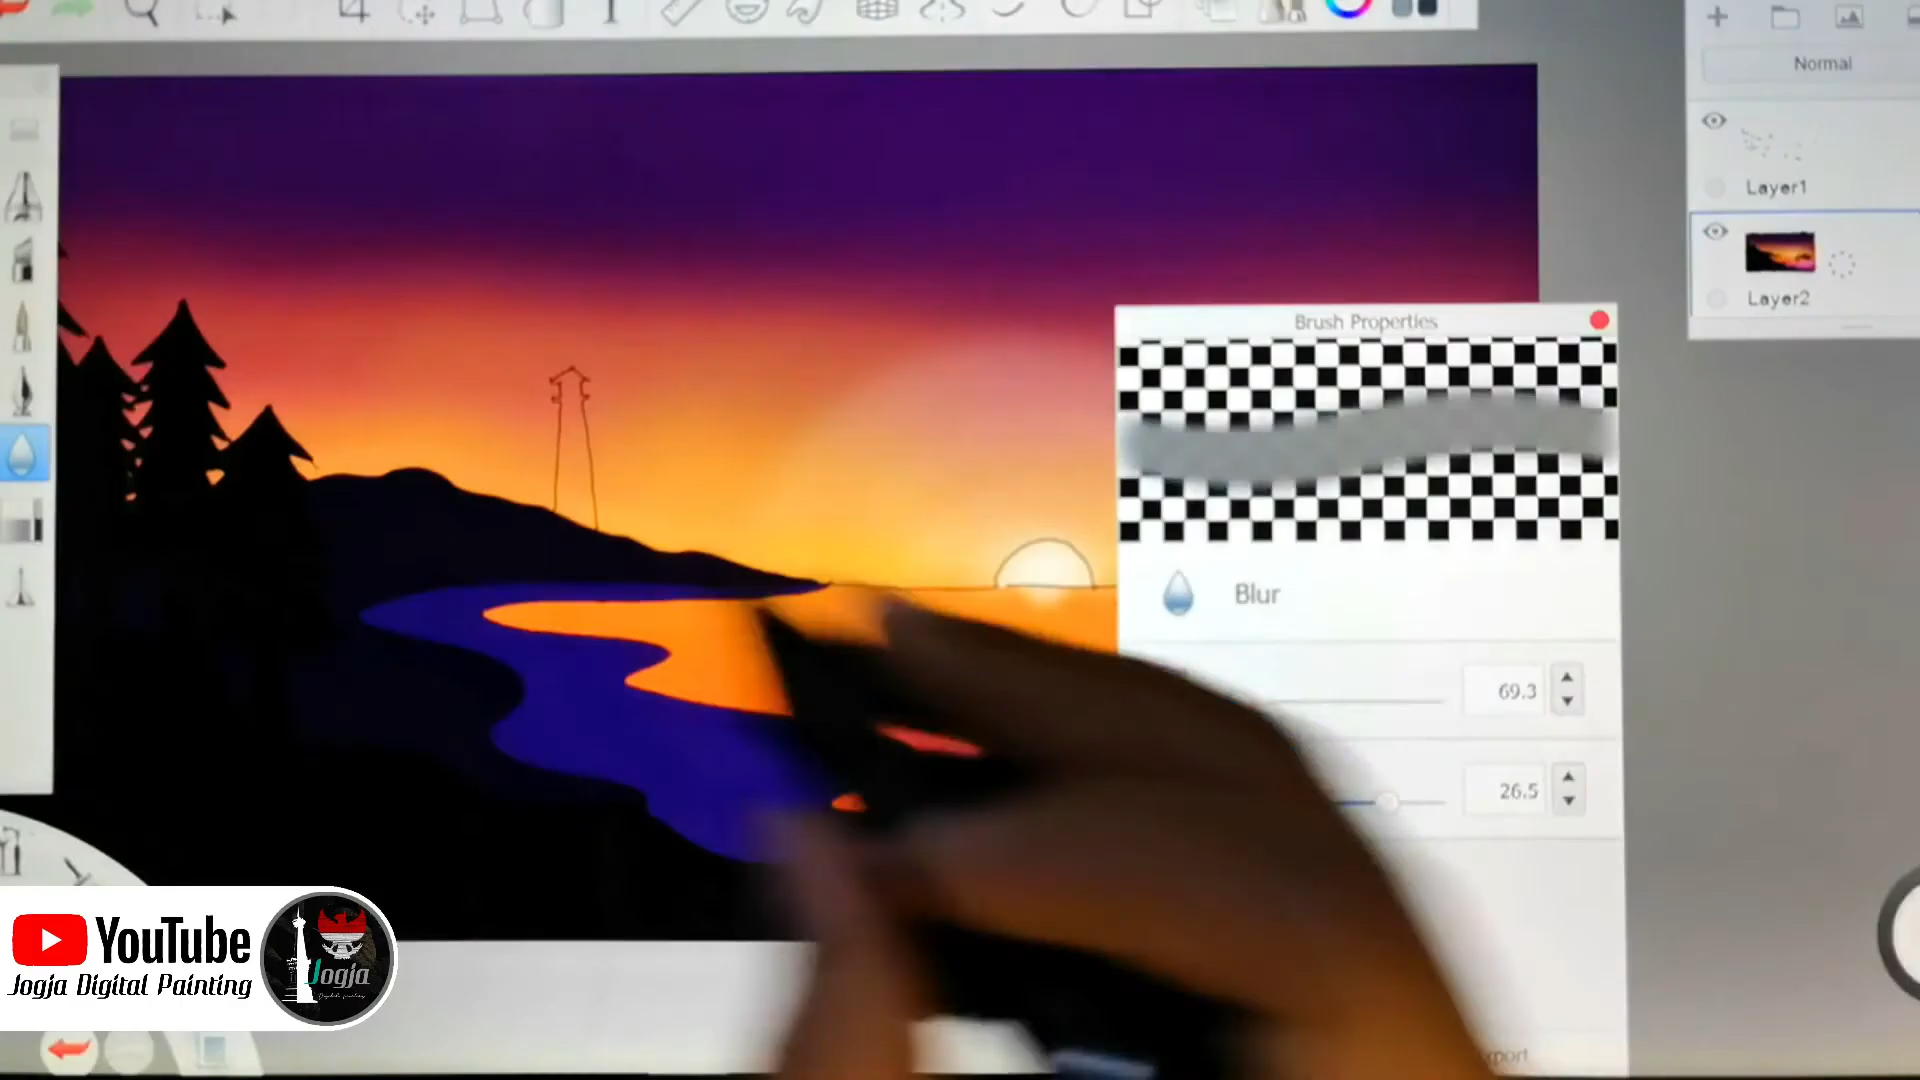 Normal
Layer1
Layer2
Brush Properties
Blur
69.3
26.5
YouTube
Jogja Digital Painting
Jogja